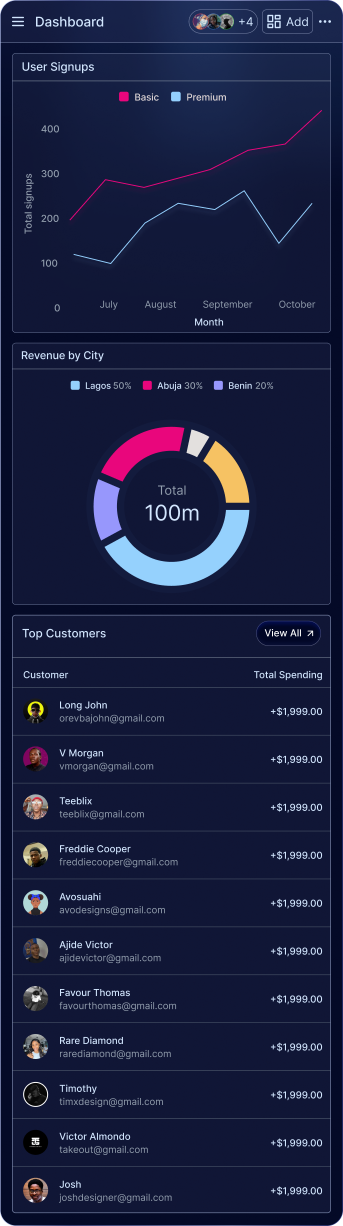 Dashboard
+4
Add
User Signups
Basic
Premium
400
300
200
100
0
Total signups
July
August
September
October
Month
Revenue by City
Lagos 50%
Abuja 30%
Benin 20%
Total
100m
Top Customers
View All
Customer
Total Spending
Long John
orevbajohn@gmail.com
+$1,999.00
V Morgan
vmorgan@gmail.com
+$1,999.00
Teeblix
teeblix@gmail.com
+$1,999.00
Freddie Cooper
freddiecooper@gmail.com
+$1,999.00
Avosuahi
avodesigns@gmail.com
+$1,999.00
Ajide Victor
ajidevictor@gmail.com
+$1,999.00
Favour Thomas
favourthomas@gmail.com
+$1,999.00
Rare Diamond
rarediamond@gmail.com
+$1,999.00
Timothy
timxdesign@gmail.com
+$1,999.00
Victor Almondo
takeout@gmail.com
+$1,999.00
Josh
joshdesigner@gmail.com
+$1,999.00